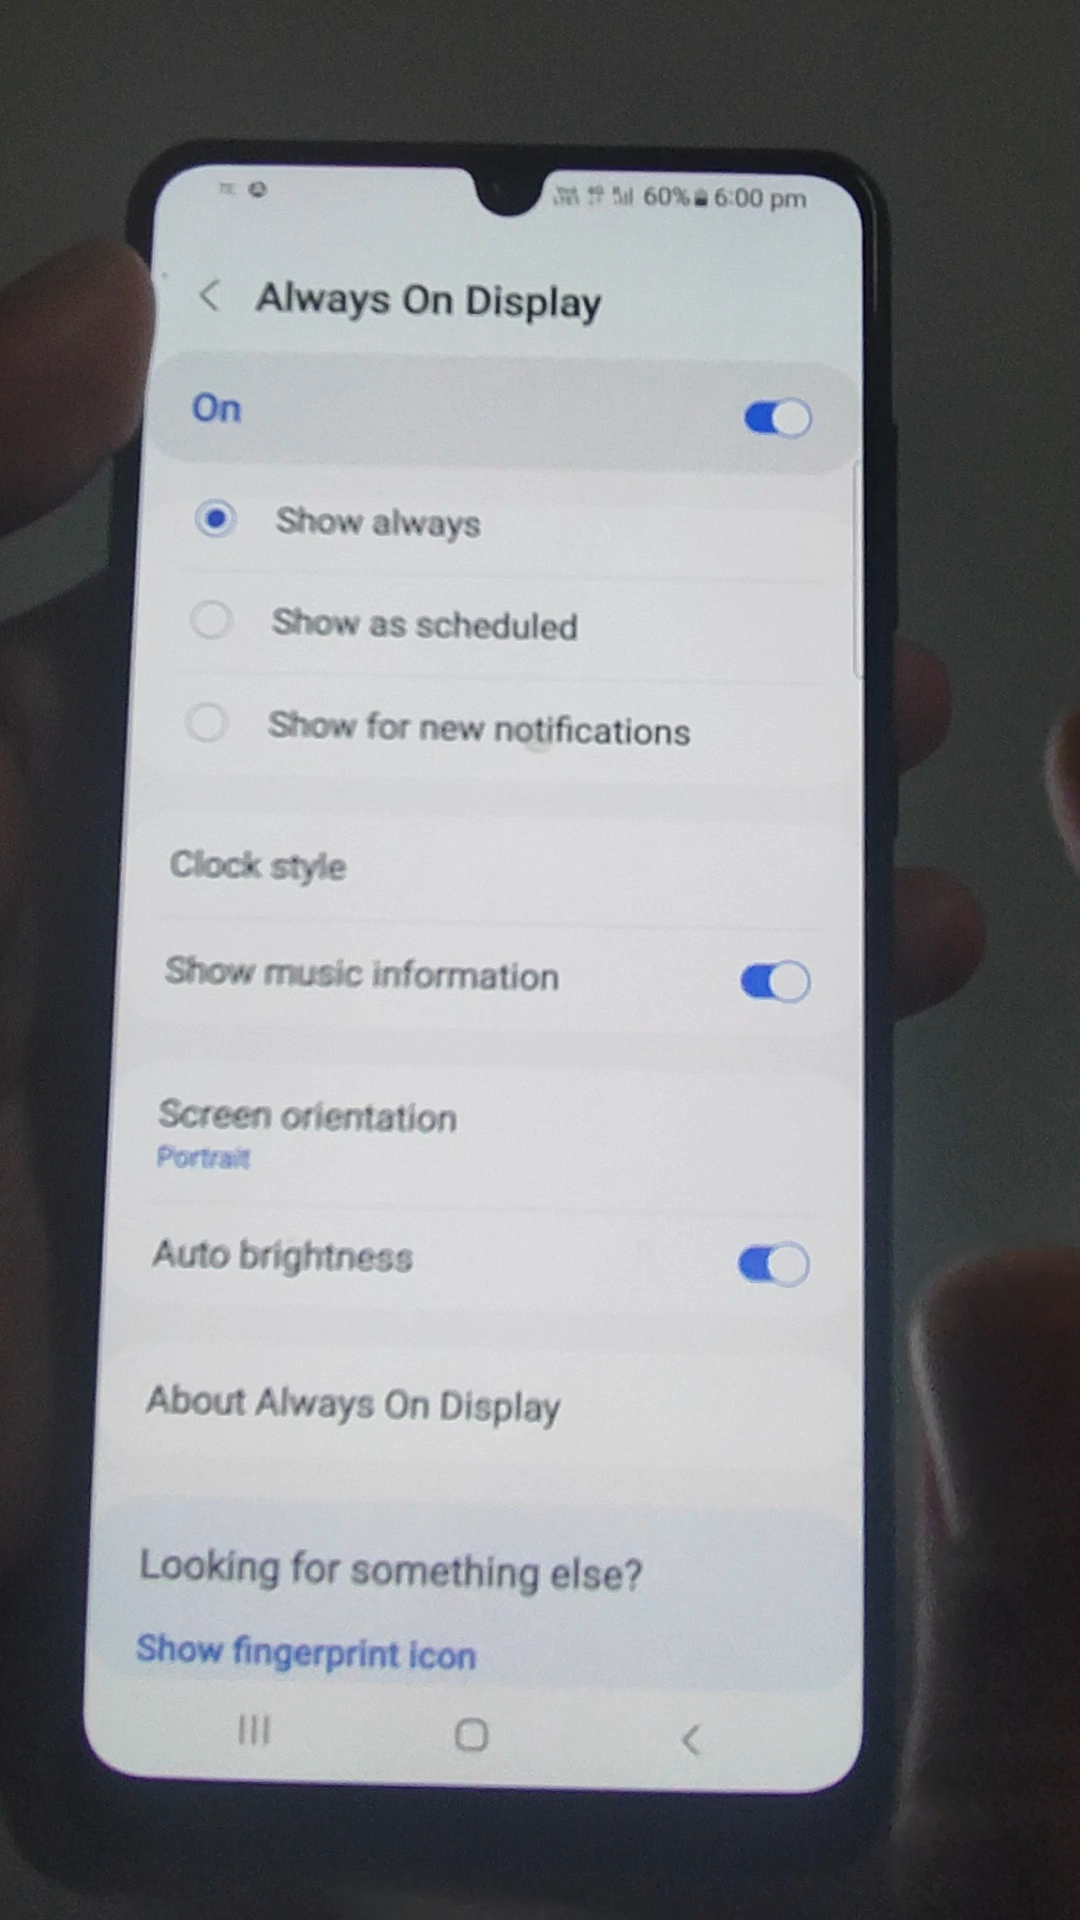 60% 6:00 pm
Always On Display
On
Show always
Show as scheduled
Show for new notifications
Clock style
Show music information
Screen orientation
Portrait
Auto brightness
About Always On Display
Looking for something else?
Show fingerprint icon